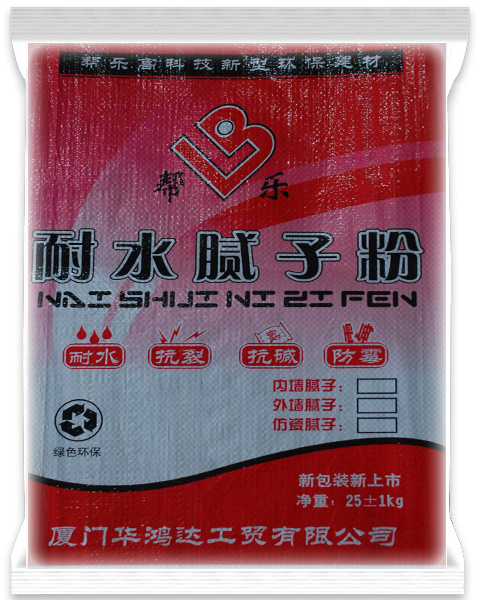 帮乐高科技新型环保建材
LB
帮 乐
耐水腻子粉
NAI SHUI NI ZI FEN
耐水 抗裂 抗碱 防霉
内墙腻子：
外墙腻子：
仿瓷腻子：
绿色环保
新包装新上市
净重：25±1kg
厦门华鸿达工贸有限公司